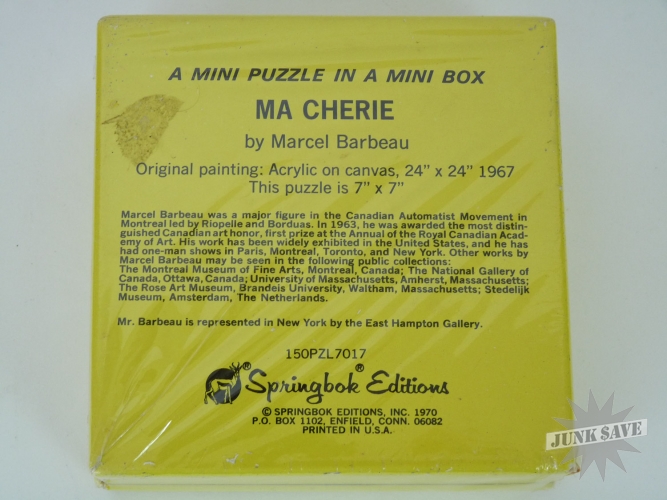 A MINI PUZZLE IN A MINI BOX
MA CHERIE
by Marcel Barbeau
Original painting: Acrylic on canvas, 24" x 24" 1967
This puzzle is 7" x 7"
Marcel Barbeau was a major figure in the Canadian Automatist Movement in
Montreal led by Riopelle and Borduas. In 1963, he was awarded the most distin-
guished Canadian art honor, first prize at the Annual of the Royal Canadian Acade-
emy of Art. His work has been widely exhibited in the United States, and he has
had one-man shows in Paris, Montreal, Toronto, and New York. Other works by
Marcel Barbeau may be seen in the following public collections:
The Montreal Museum of Fine Arts, Montreal, Canada; The National Gallery of
Canada, Ottawa, Canada; University of Massachusetts, Amherst, Massachusetts;
The Rose Art Museum, Brandeis University, Waltham, Massachusetts; Stedelijk
Museum, Amsterdam, The Netherlands.
Mr. Barbeau is represented in New York by the East Hampton Gallery.
150PZL7017
® Springbok® Editions
© SPRINGBOK EDITIONS, INC. 1970
P.O. BOX 1102, ENFIELD, CONN. 06082
PRINTED IN U.S.A.
JUNK SAVE